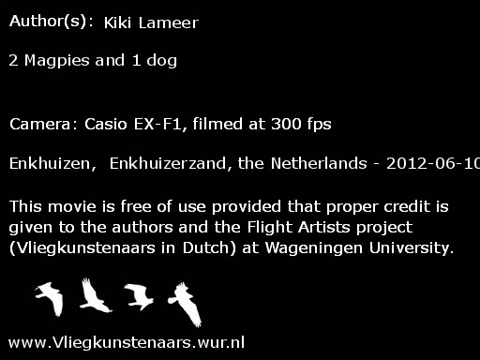 Author(s): Kiki Lameer
2 Magpies and 1 dog
Camera: Casio EX-F1, filmed at 300 fps
Enkhuizen, Enkhuizerzand, the Netherlands - 2012-06-10
This movie is free of use provided that proper credit is
given to the authors and the Flight Artists project
(Vliegkunstenaars in Dutch) at Wageningen University.
www.Vliegkunstenaars.wur.nl